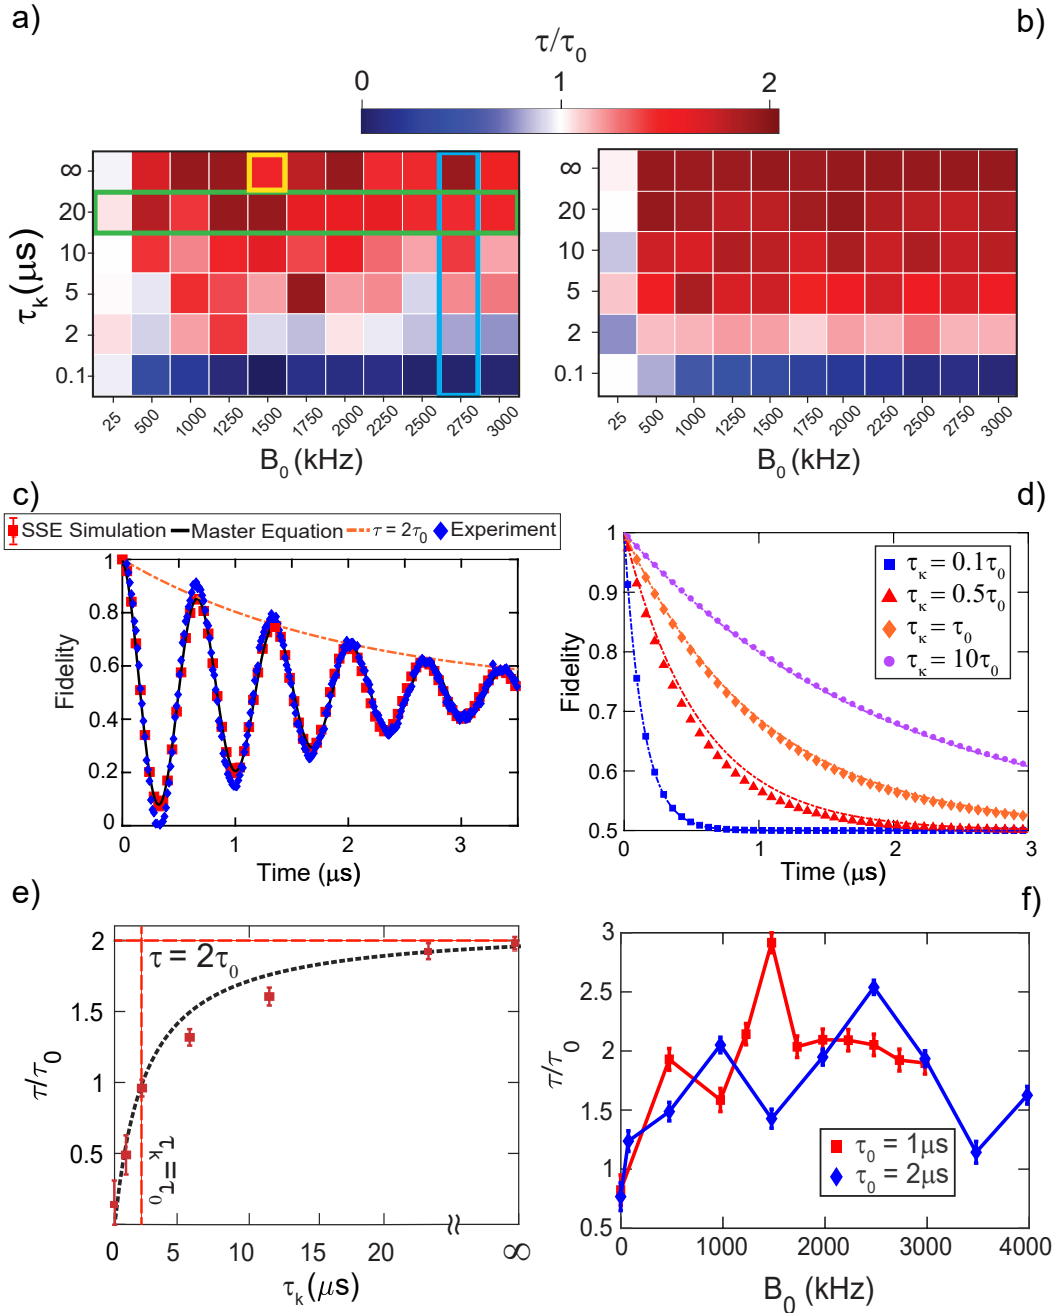 a)
b)
τ/τ0
0 1 2
τk(μs)
∞
20
10
5
2
0.1
25 500 1000 1250 1500 1750 2000 2250 2500 2750 3000
B0 (kHz)
∞
20
10
5
2
0.1
25 500 1000 1250 1500 1750 2000 2250 2500 2750 3000
B0 (kHz)
c)
d)
SSE Simulation Master Equation τ = 2τ0 Experiment
Fidelity
1
0.8
0.6
0.4
0.2
0
0 1 2 3
Time (μs)
Fidelity
1
0.9
0.8
0.7
0.6
0.5
τκ = 0.1τ0
τκ = 0.5τ0
τκ = τ0
τκ = 10τ0
0 1 2 3
Time (μs)
e)
f)
τ/τ0
2
1.5
1
0.5
τ = 2τ0
τk=τ0
0 5 10 20 ∞
τk(μs)
τ/τ0
3
2.5
2
1.5
1
0.5
τ0 = 1μs
τ0 = 2μs
0 1000 2000 3000 4000
B0 (kHz)